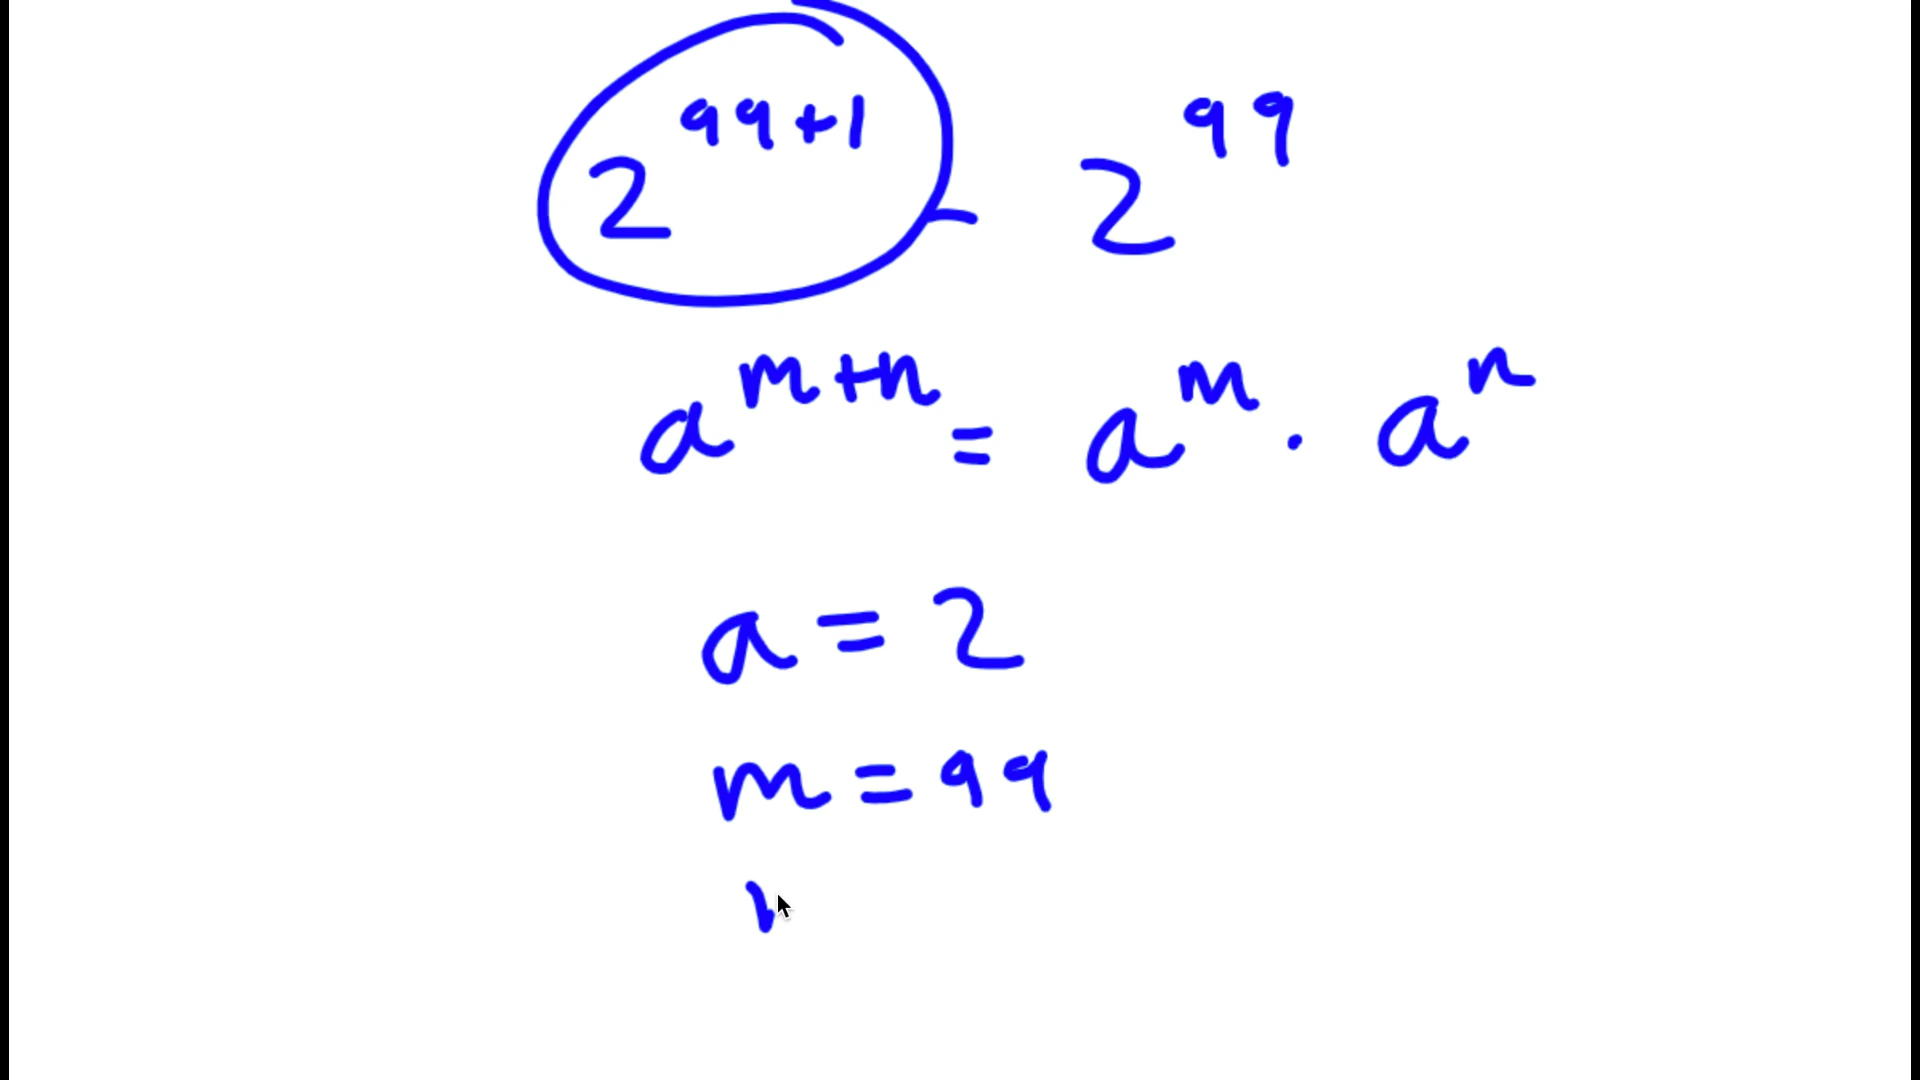 2^{99+1} - 2^{99}
a^{m+n} = a^m · a^n
a = 2
m = 99